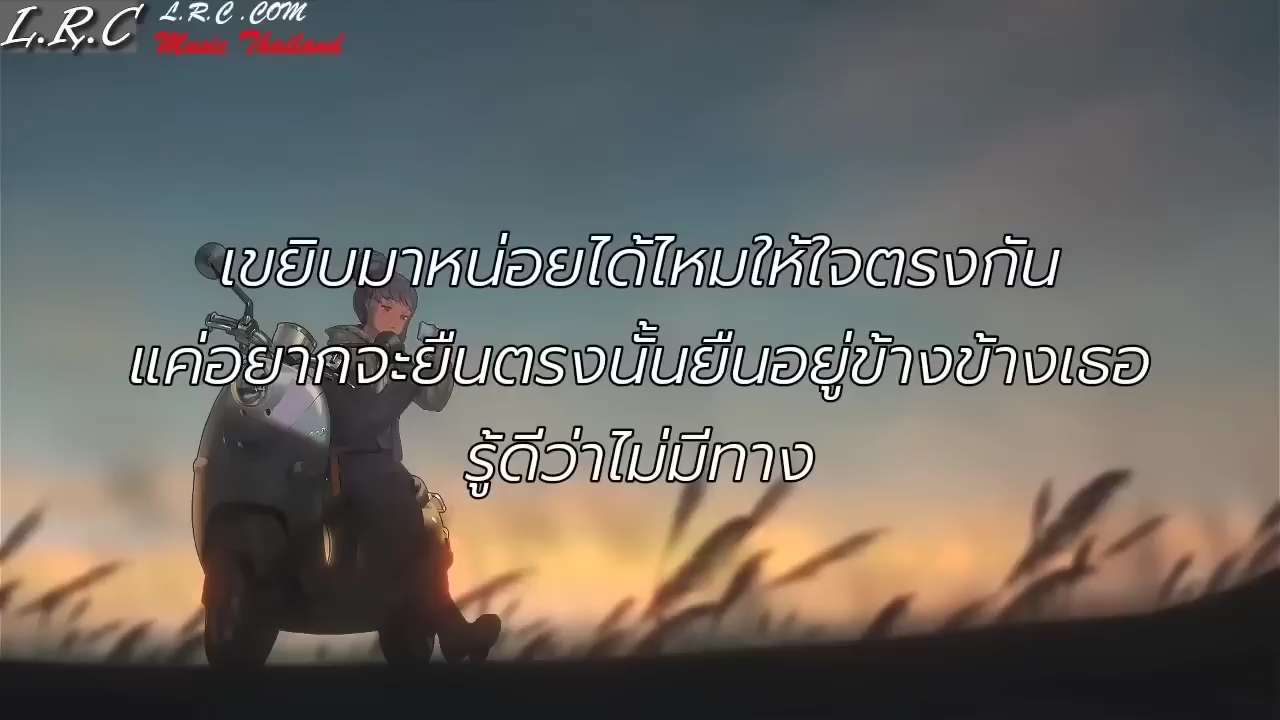 L.R.C
L.R.C .COM
Music Thailand
เขยิบมาหน่อยได้ไหมให้ใจตรงกัน
แค่อยากจะยืนตรงนั้นยืนอยู่ข้างข้างเธอ
รู้ดีว่าไม่มีทาง